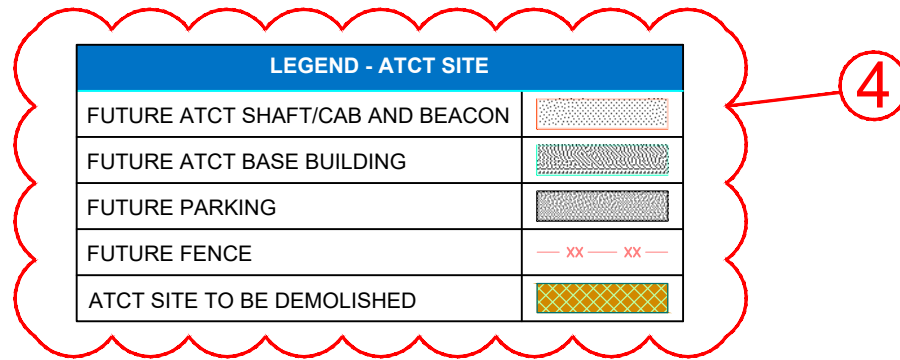 LEGEND - ATCT SITE
FUTURE ATCT SHAFT/CAB AND BEACON
FUTURE ATCT BASE BUILDING
FUTURE PARKING
FUTURE FENCE
XX XX
ATCT SITE TO BE DEMOLISHED
4